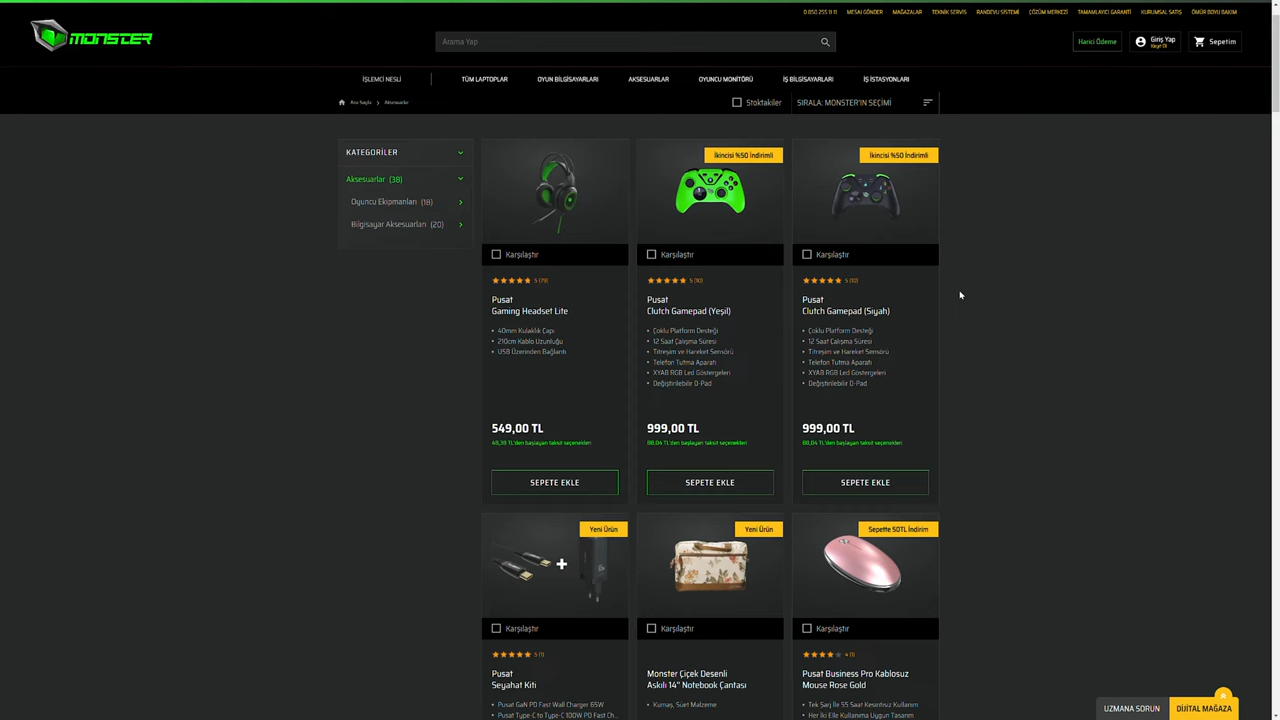 0 850 255 11 11 MESAJ GÖNDER MAĞAZALAR TEKNİK SERVİS RANDEVU SİSTEMİ ÇÖZÜM MERKEZİ TAMAMLAYICI GARANTİ KURUMSAL SATIŞ ÖMÜR BOYU BAKIM
MONSTER
Arama Yap
Harici Ödeme
Giriş Yap
Kayıt Ol
Sepetim
İŞLEMCİ NESLİ
TÜM LAPTOPLAR
OYUN BİLGİSAYARLARI
AKSESUARLAR
OYUNCU MONİTÖRÜ
İŞ BİLGİSAYARLARI
İŞ İSTASYONLARI
Ana Sayfa > Aksesuarlar
Stoktakiler
SIRALA: MONSTER'IN SEÇİMİ
KATEGORİLER
Aksesuarlar (38)
Oyuncu Ekipmanları (18)
Bilgisayar Aksesuarları (20)
Karşılaştır
5 (79)
Pusat
Gaming Headset Lite
• 40mm Kulaklık Çapı
• 210cm Kablo Uzunluğu
• USB Üzerinden Bağlantı
549,00 TL
48,38 TL'den başlayan taksit seçenekleri
SEPETE EKLE
İkincisi %50 İndirimli
Karşılaştır
5 (10)
Pusat
Clutch Gamepad (Yeşil)
• Çoklu Platform Desteği
• 12 Saat Çalışma Süresi
• Titreşim ve Hareket Sensörü
• Telefon Tutma Aparatı
• XYAB RGB Led Göstergeleri
• Değiştirilebilir D-Pad
999,00 TL
88,04 TL'den başlayan taksit seçenekleri
SEPETE EKLE
İkincisi %50 İndirimli
Karşılaştır
5 (10)
Pusat
Clutch Gamepad (Siyah)
• Çoklu Platform Desteği
• 12 Saat Çalışma Süresi
• Titreşim ve Hareket Sensörü
• Telefon Tutma Aparatı
• XYAB RGB Led Göstergeleri
• Değiştirilebilir D-Pad
999,00 TL
88,04 TL'den başlayan taksit seçenekleri
SEPETE EKLE
Yeni Ürün
Karşılaştır
5 (1)
Pusat
Seyahat Kiti
• Pusat GaN PD Fast Wall Charger 65W
• Pusat Type-C to Type-C 100W PD Fast Ch...
Yeni Ürün
Karşılaştır
Monster Çiçek Desenli
Askılı 14'' Notebook Çantası
• Kumaş, Süet Malzeme
Sepette 50TL İndirim
Karşılaştır
4 (1)
Pusat Business Pro Kablosuz
Mouse Rose Gold
• Tek Şarj İle 55 Saat Kesintisiz Kullanım
• Her İki Elle Kullanıma Uygun Tasarım
UZMANA SORUN
DİJİTAL MAĞAZA